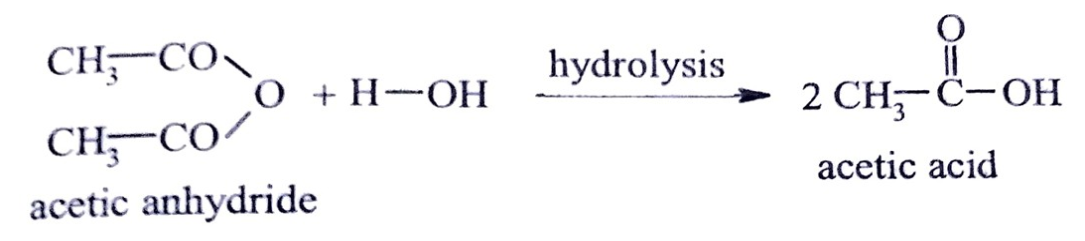 CH₃—CO
O + H—OH hydrolysis 2 CH₃—C—OH
O
CH₃—CO
acetic anhydride
acetic acid